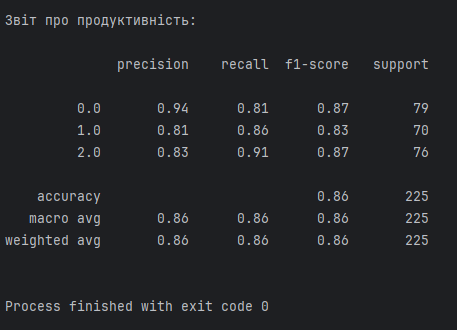 Звіт про продуктивність:
precision recall f1-score support
0.0 0.94 0.81 0.87 79
1.0 0.81 0.86 0.83 70
2.0 0.83 0.91 0.87 76
accuracy 0.86 225
macro avg 0.86 0.86 0.86 225
weighted avg 0.86 0.86 0.86 225
Process finished with exit code 0